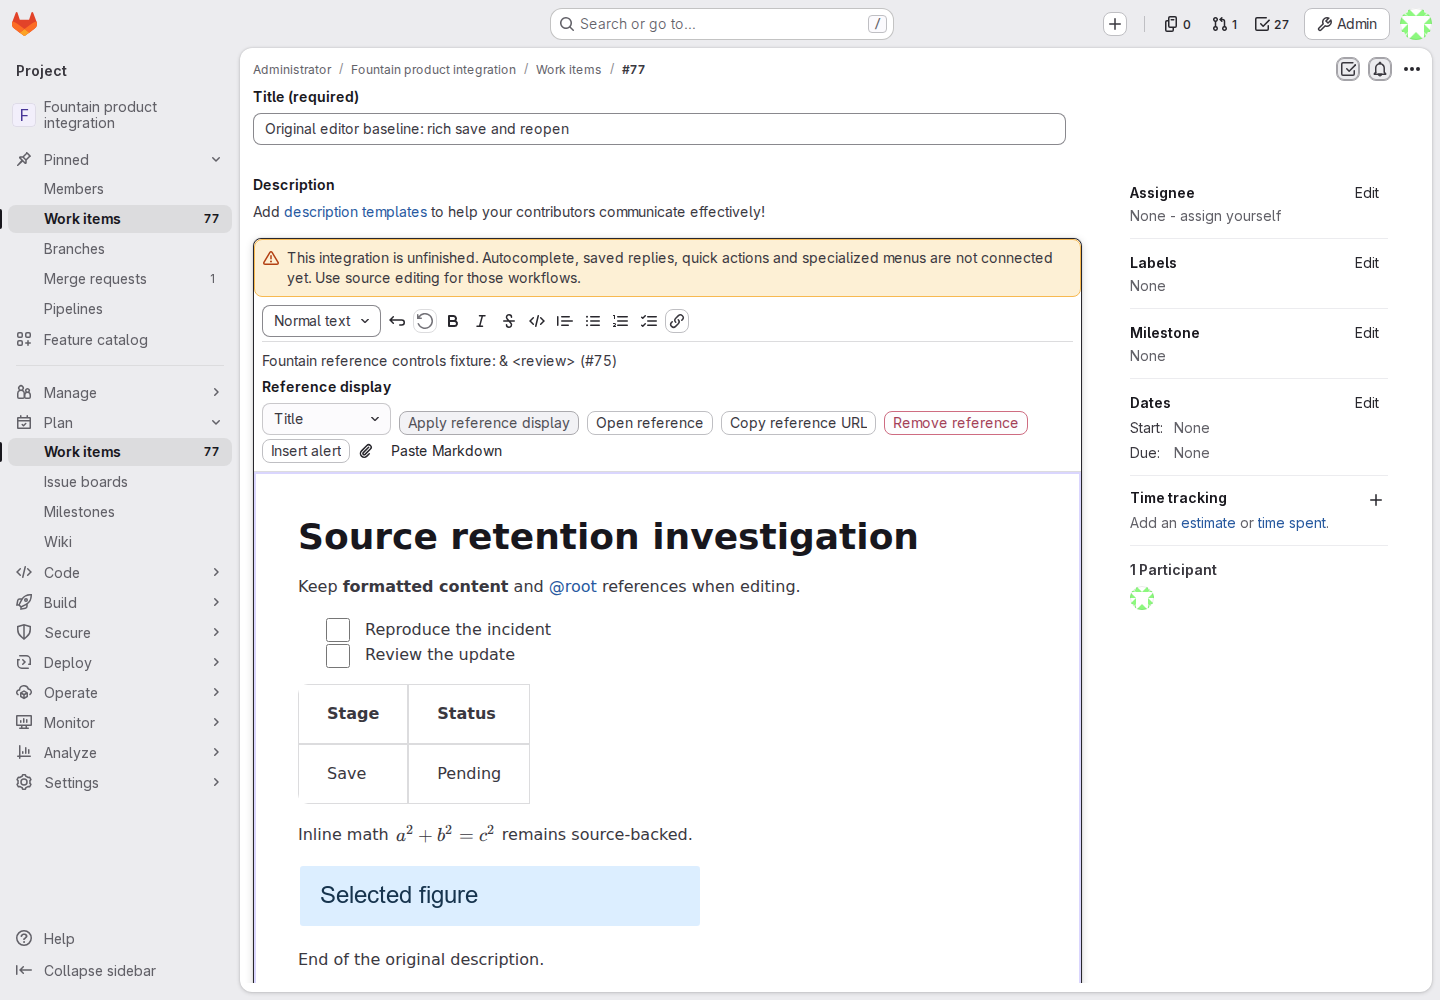 Search or go to...
/
0
1
27
Admin
Project
F
Fountain product integration
Pinned
Members
Work items
77
Branches
Merge requests
1
Pipelines
Feature catalog
Manage
Plan
Work items
77
Issue boards
Milestones
Wiki
Code
Build
Secure
Deploy
Operate
Monitor
Analyze
Settings
Help
Collapse sidebar
Administrator / Fountain product integration / Work items / #77
Title (required)
Original editor baseline: rich save and reopen
Description
Add description templates to help your contributors communicate effectively!
This integration is unfinished. Autocomplete, saved replies, quick actions and specialized menus are not connected
yet. Use source editing for those workflows.
Normal text
Fountain reference controls fixture: & <review> (#75)
Reference display
Title
Apply reference display
Open reference
Copy reference URL
Remove reference
Insert alert
Paste Markdown
Source retention investigation
Keep formatted content and @root references when editing.
Reproduce the incident
Review the update
Stage Status
Save Pending
Inline math a² + b² = c² remains source-backed.
Selected figure
End of the original description.
Assignee
Edit
None - assign yourself
Labels
Edit
None
Milestone
Edit
None
Dates
Edit
Start: None
Due: None
Time tracking
Add an estimate or time spent.
1 Participant